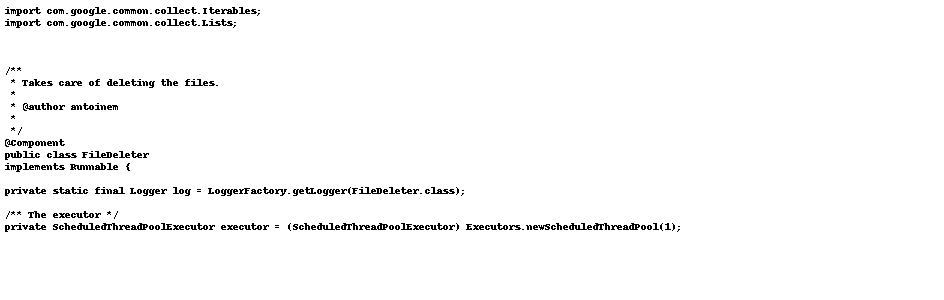 import com.google.common.collect.Iterables;
import com.google.common.collect.Lists;
/**
* Takes care of deleting the files.
*
* @author antoinem
*
*/
@Component
public class FileDeleter
implements Runnable {
private static final Logger log = LoggerFactory.getLogger(FileDeleter.class);
/** The executor */
private ScheduledThreadPoolExecutor executor = (ScheduledThreadPoolExecutor) Executors.newScheduledThreadPool(1);